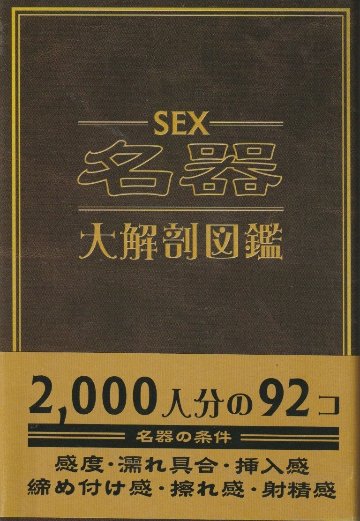 SEX
名器
大解剖図鑑
2,000人分の92コ
名器の条件
感度・濡れ具合・挿入感
締め付け感・擦れ感・射精感